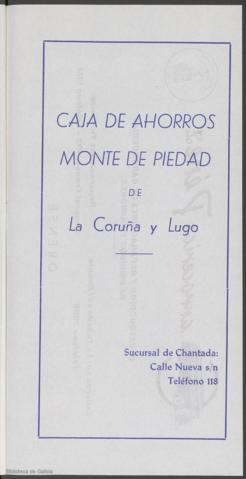 CAJA DE AHORROS
MONTE DE PIEDAD
DE
La Coruña y Lugo
Sucursal de Chantada:
Calle Nueva s/n
Teléfono 118
Biblioteca de Galicia